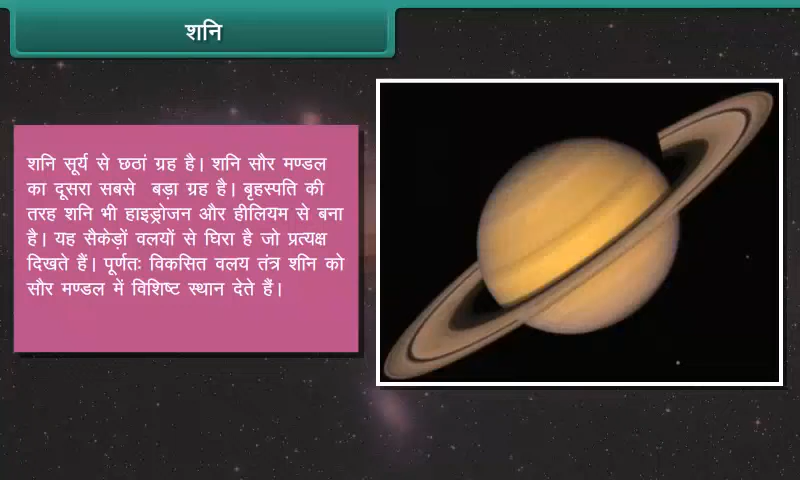 शनि
शनि सूर्य से छठां ग्रह है। शनि सौर मण्डल
का दूसरा सबसे बड़ा ग्रह है। बृहस्पति की
तरह शनि भी हाइड्रोजन और हीलियम से बना
है। यह सैकेड़ों वलयों से घिरा है जो प्रत्यक्ष
दिखते हैं। पूर्णतः विकसित वलय तंत्र शनि को
सौर मण्डल में विशिष्ट स्थान देते हैं।